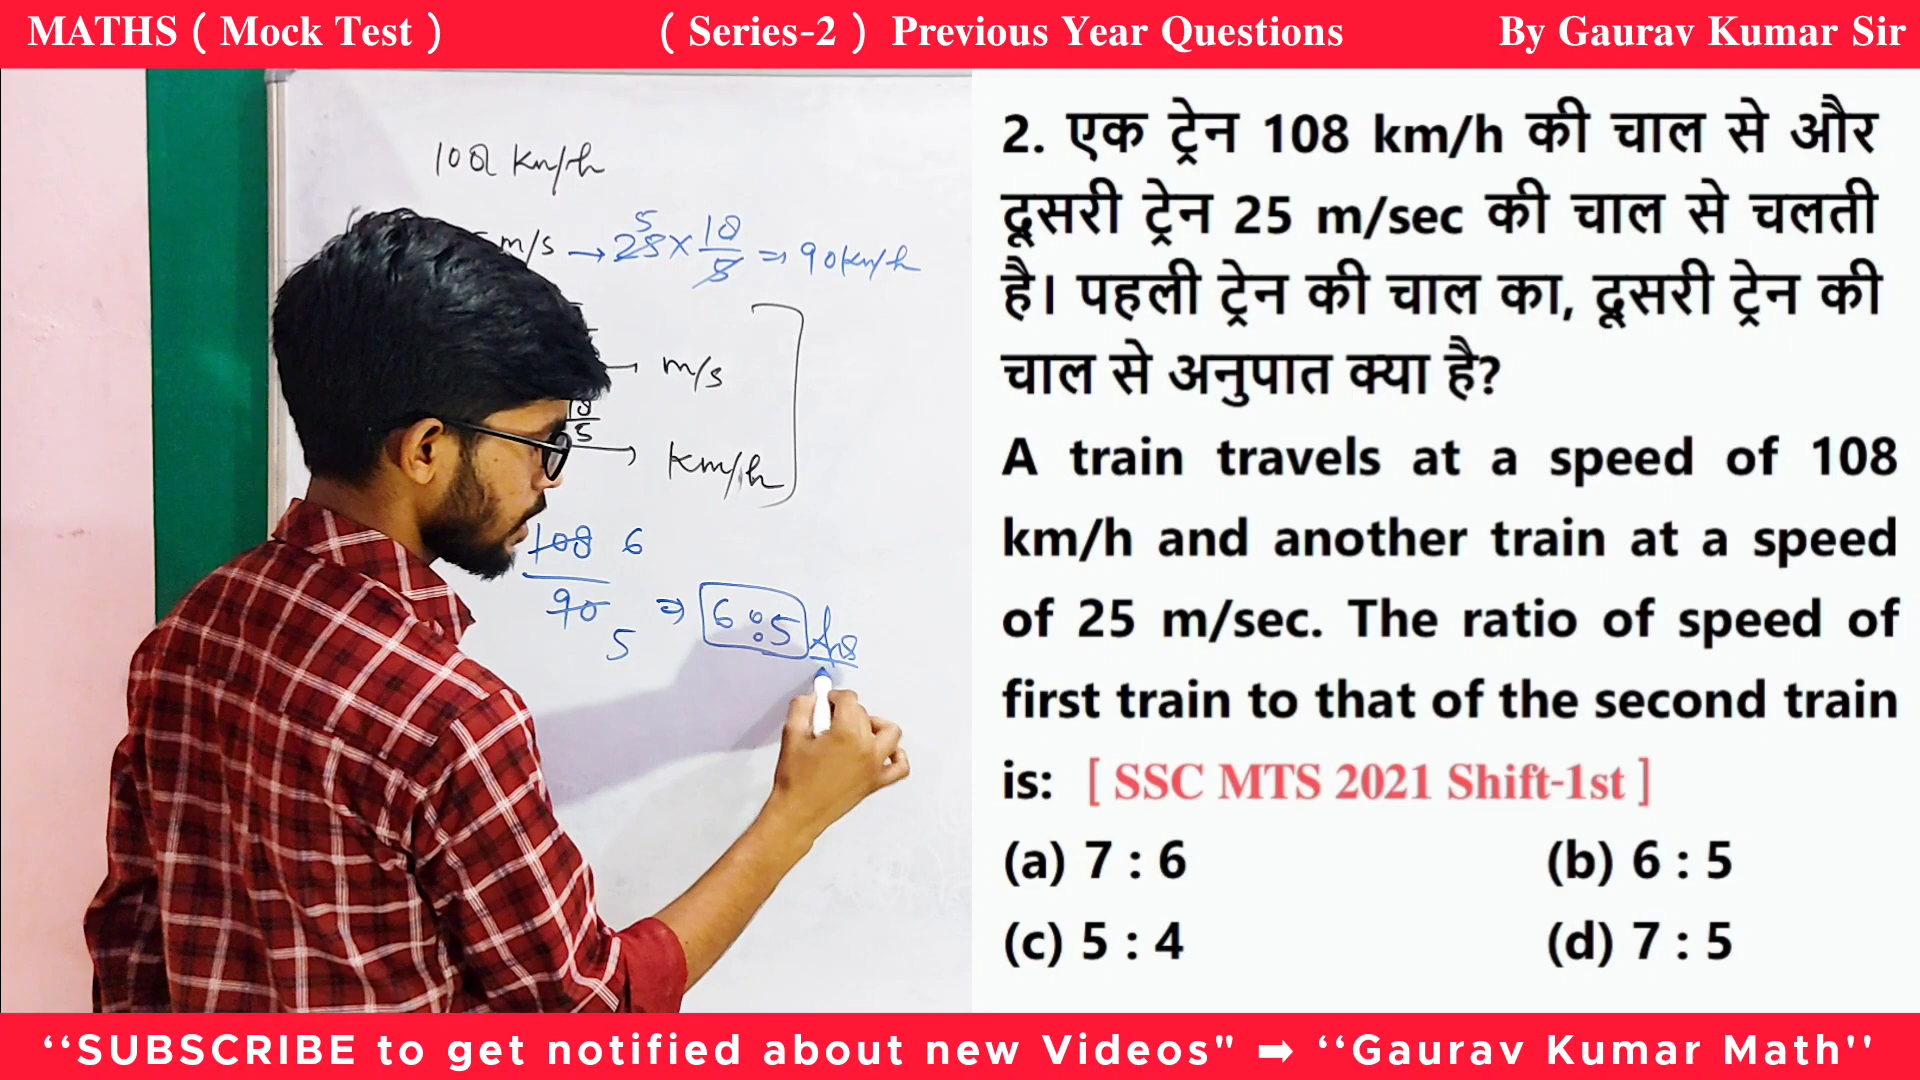 MATHS ( Mock Test ) ( Series-2 ) Previous Year Questions By Gaurav Kumar Sir
108 km/h
m/s → 25 × 18/5 ⇒ 90 km/h
5
→ m/s
18/5 → km/h
108 6
90 5 ⇒ 6:5 Ans
2. एक ट्रेन 108 km/h की चाल से और
दूसरी ट्रेन 25 m/sec की चाल से चलती
है। पहली ट्रेन की चाल का, दूसरी ट्रेन की
चाल से अनुपात क्या है?
A train travels at a speed of 108
km/h and another train at a speed
of 25 m/sec. The ratio of speed of
first train to that of the second train
is: [ SSC MTS 2021 Shift-1st ]
(a) 7 : 6 (b) 6 : 5
(c) 5 : 4 (d) 7 : 5
‘‘SUBSCRIBE to get notified about new Videos" ➡ ‘‘Gaurav Kumar Math''